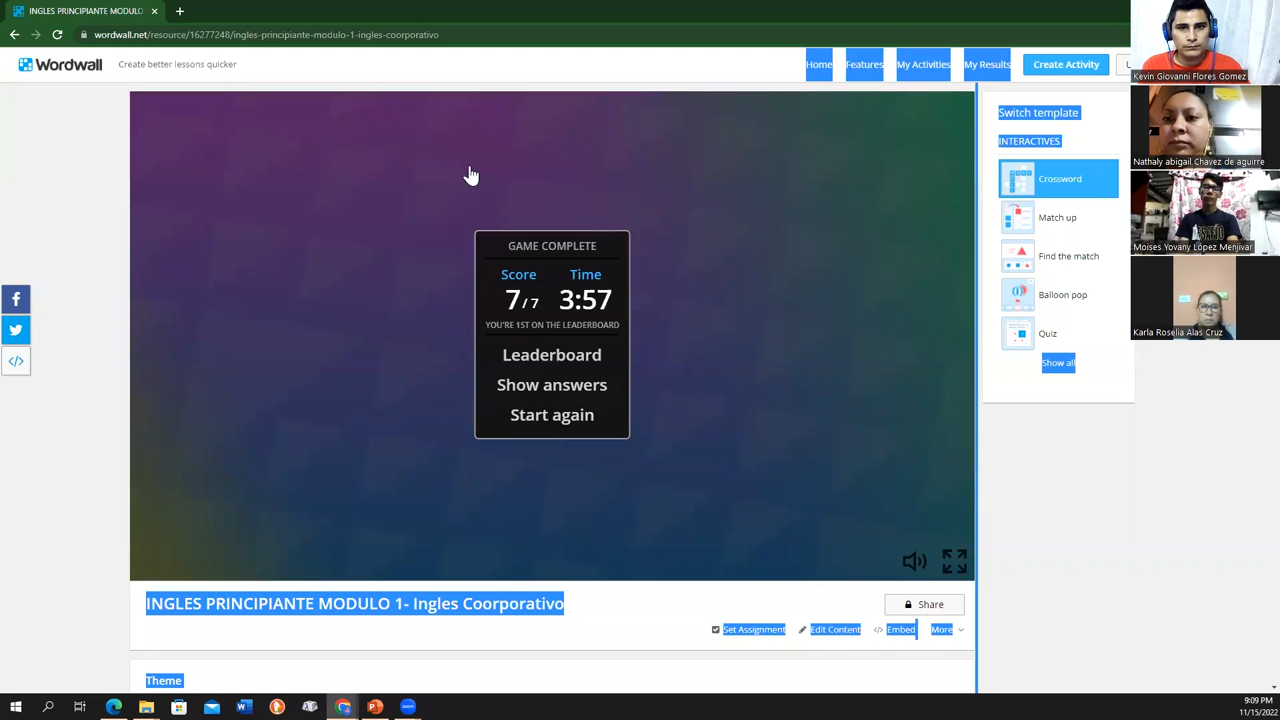 INGLES PRINCIPIANTE MODULO
wordwall.net/resource/16277248/ingles-principiante-modulo-1-ingles-coorporativo
Wordwall
Create better lessons quicker
Home
Features
My Activities
My Results
Create Activity
Kevin Giovanni Flores Gomez
Switch template
INTERACTIVES
Crossword
Match up
Find the match
Balloon pop
Quiz
Show all
Nathaly abigail Chavez de aguirre
Moises Yovany López Menjivar
Karla Roselia Alas Cruz
GAME COMPLETE
Score Time
7/7 3:57
YOU'RE 1ST ON THE LEADERBOARD
Leaderboard
Show answers
Start again
INGLES PRINCIPIANTE MODULO 1- Ingles Coorporativo
Share
Set Assignment
Edit Content
</> Embed
More
Theme
9:09 PM
11/15/2022